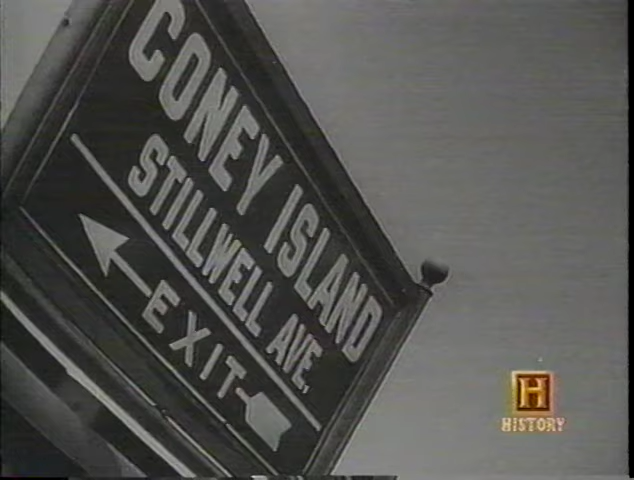 CONEY ISLAND
STILLWELL AVE.
EXIT
H
HISTORY